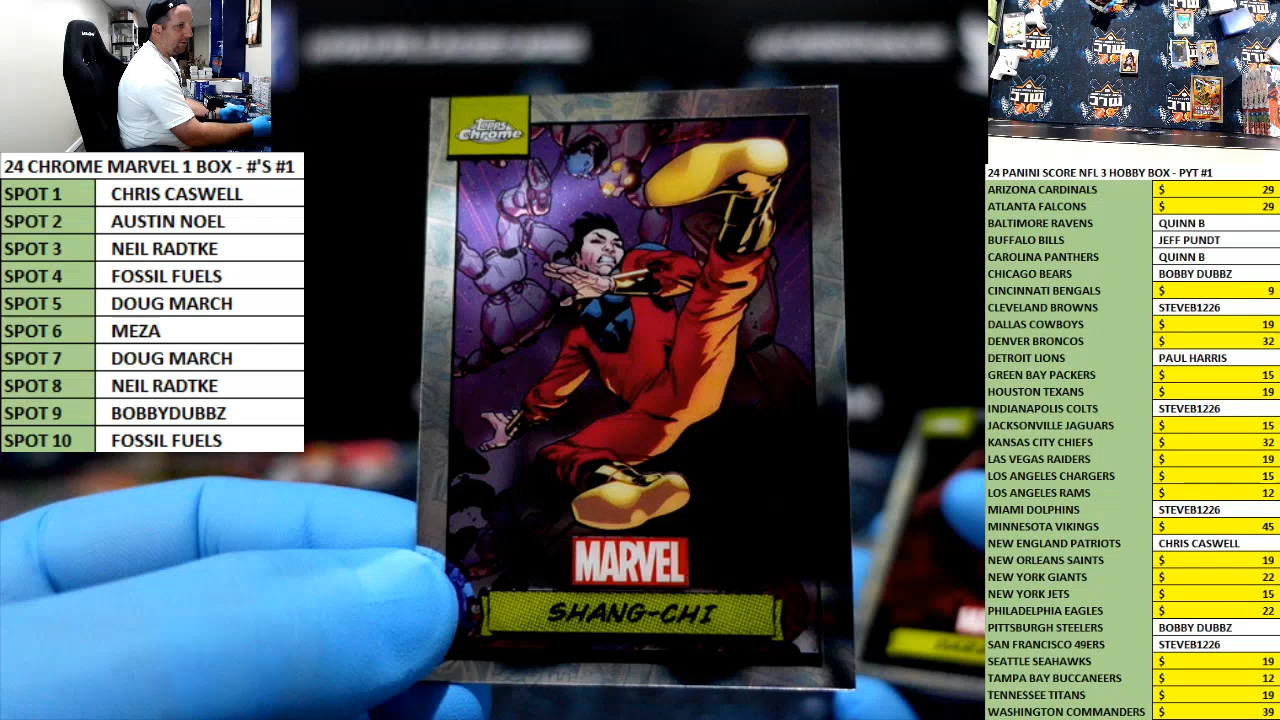 24 CHROME MARVEL 1 BOX - #'S #1
SPOT 1 CHRIS CASWELL
SPOT 2 AUSTIN NOEL
SPOT 3 NEIL RADTKE
SPOT 4 FOSSIL FUELS
SPOT 5 DOUG MARCH
SPOT 6 MEZA
SPOT 7 DOUG MARCH
SPOT 8 NEIL RADTKE
SPOT 9 BOBBYDUBBZ
SPOT 10 FOSSIL FUELS
TOPPS
Chrome
MARVEL
SHANG-CHI
24 PANINI SCORE NFL 3 HOBBY BOX - PYT #1
ARIZONA CARDINALS $ 29
ATLANTA FALCONS $ 29
BALTIMORE RAVENS QUINN B
BUFFALO BILLS JEFF PUNDT
CAROLINA PANTHERS QUINN B
CHICAGO BEARS BOBBY DUBBZ
CINCINNATI BENGALS $ 9
CLEVELAND BROWNS STEVEB1226
DALLAS COWBOYS $ 19
DENVER BRONCOS $ 32
DETROIT LIONS PAUL HARRIS
GREEN BAY PACKERS $ 15
HOUSTON TEXANS $ 19
INDIANAPOLIS COLTS STEVEB1226
JACKSONVILLE JAGUARS $ 15
KANSAS CITY CHIEFS $ 32
LAS VEGAS RAIDERS $ 19
LOS ANGELES CHARGERS $ 15
LOS ANGELES RAMS $ 12
MIAMI DOLPHINS STEVEB1226
MINNESOTA VIKINGS $ 45
NEW ENGLAND PATRIOTS CHRIS CASWELL
NEW ORLEANS SAINTS $ 19
NEW YORK GIANTS $ 22
NEW YORK JETS $ 15
PHILADELPHIA EAGLES $ 22
PITTSBURGH STEELERS BOBBY DUBBZ
SAN FRANCISCO 49ERS STEVEB1226
SEATTLE SEAHAWKS $ 19
TAMPA BAY BUCCANEERS $ 12
TENNESSEE TITANS $ 19
WASHINGTON COMMANDERS $ 39